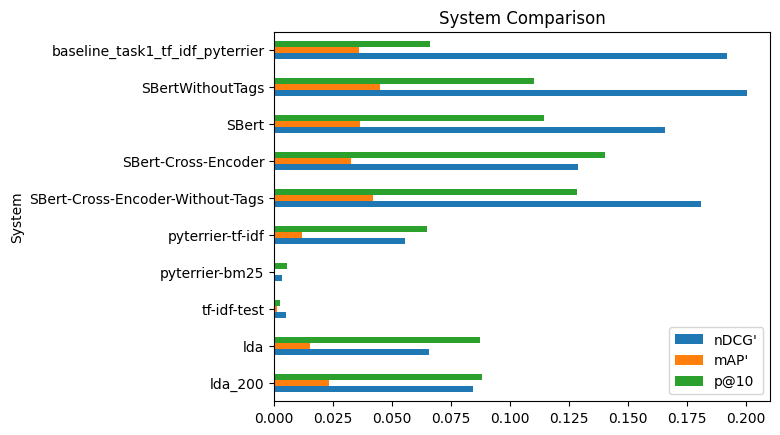 System Comparison
System
baseline_task1_tf_idf_pyterrier
SBertWithoutTags
SBert
SBert-Cross-Encoder
SBert-Cross-Encoder-Without-Tags
pyterrier-tf-idf
pyterrier-bm25
tf-idf-test
lda
lda_200
nDCG'
mAP'
p@10
0.000 0.025 0.050 0.075 0.100 0.125 0.150 0.175 0.200